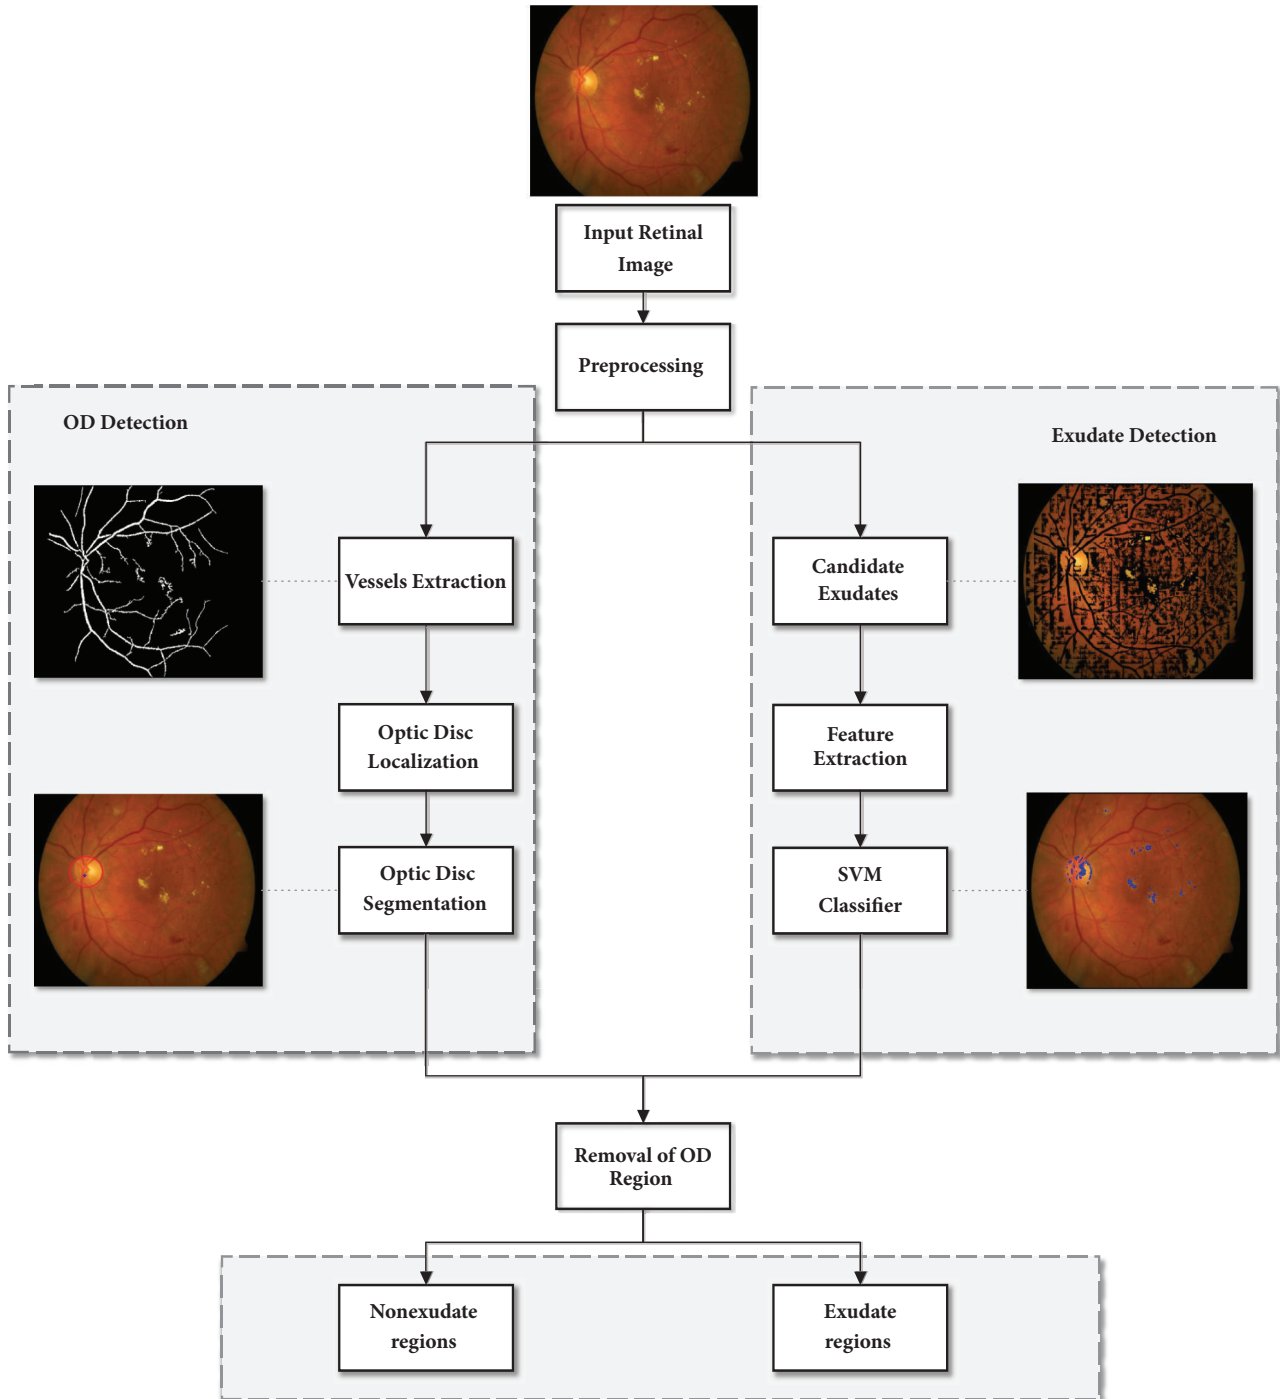 Input Retinal
Image
Preprocessing
OD Detection
Exudate Detection
Vessels Extraction
Candidate
Exudates
Optic Disc
Localization
Feature
Extraction
Optic Disc
Segmentation
SVM
Classifier
Removal of OD
Region
Nonexudate
regions
Exudate
regions